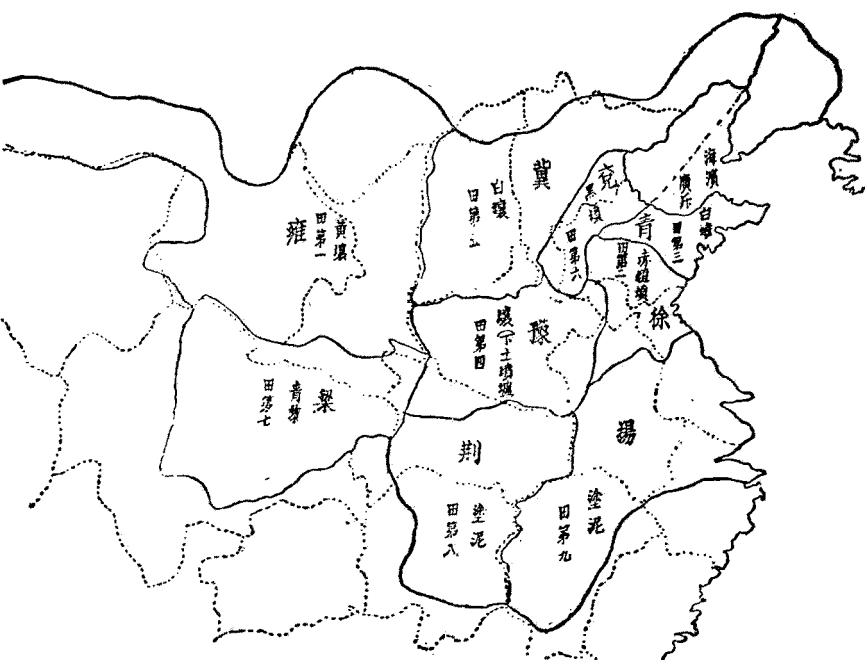 冀
白壤
田第五
兗
黑墳
田第六
青
海濱
廣斥
白墳
田第三
徐
赤埴墳
田第二
雍
黃壤
田第一
豫
壤(下土墳壚
田第四
梁
青黎
田第七
荆
塗泥
田第八
揚
塗泥
田第九